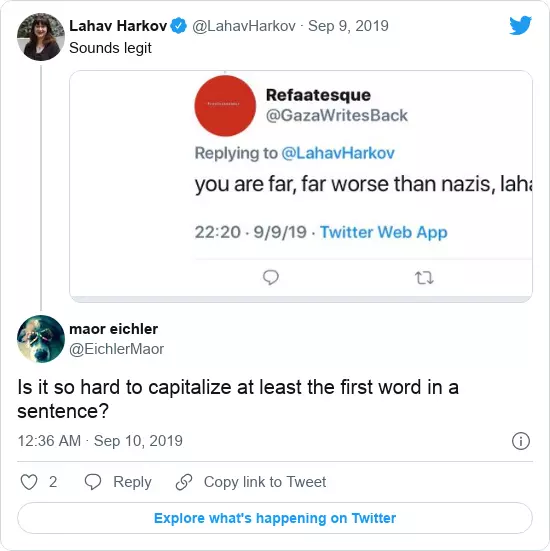 Lahav Harkov @LahavHarkov · Sep 9, 2019
Sounds legit
Refaatesque
@GazaWritesBack
Replying to @LahavHarkov
you are far, far worse than nazis, lah
22:20 · 9/9/19 · Twitter Web App
maor eichler
@EichlerMaor
Is it so hard to capitalize at least the first word in a
sentence?
12:36 AM · Sep 10, 2019
2 Reply Copy link to Tweet
Explore what's happening on Twitter